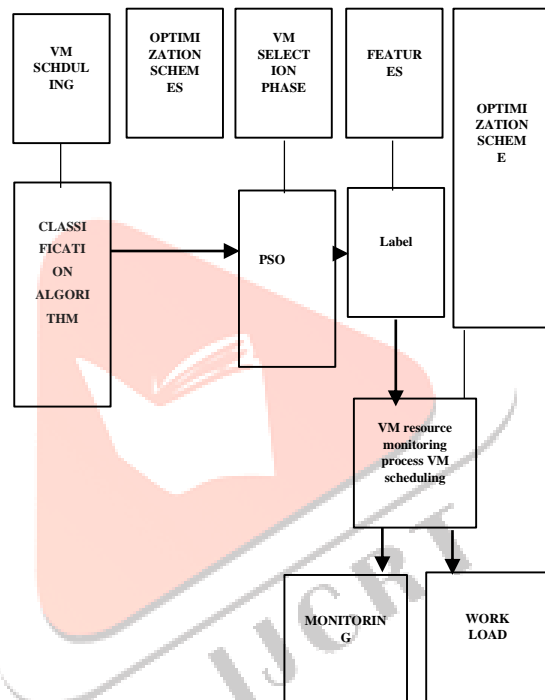 VM
SCHDUL
ING
OPTIMI
ZATION
SCHEM
ES
VM
SELECT
ION
PHASE
FEATUR
ES
OPTIMI
ZATION
SCHEM
E
CLASSI
FICATI
ON
ALGORI
THM
PSO
Label
VM resource
monitoring
process VM
scheduling
MONITORIN
G
WORK
LOAD
IJCRT